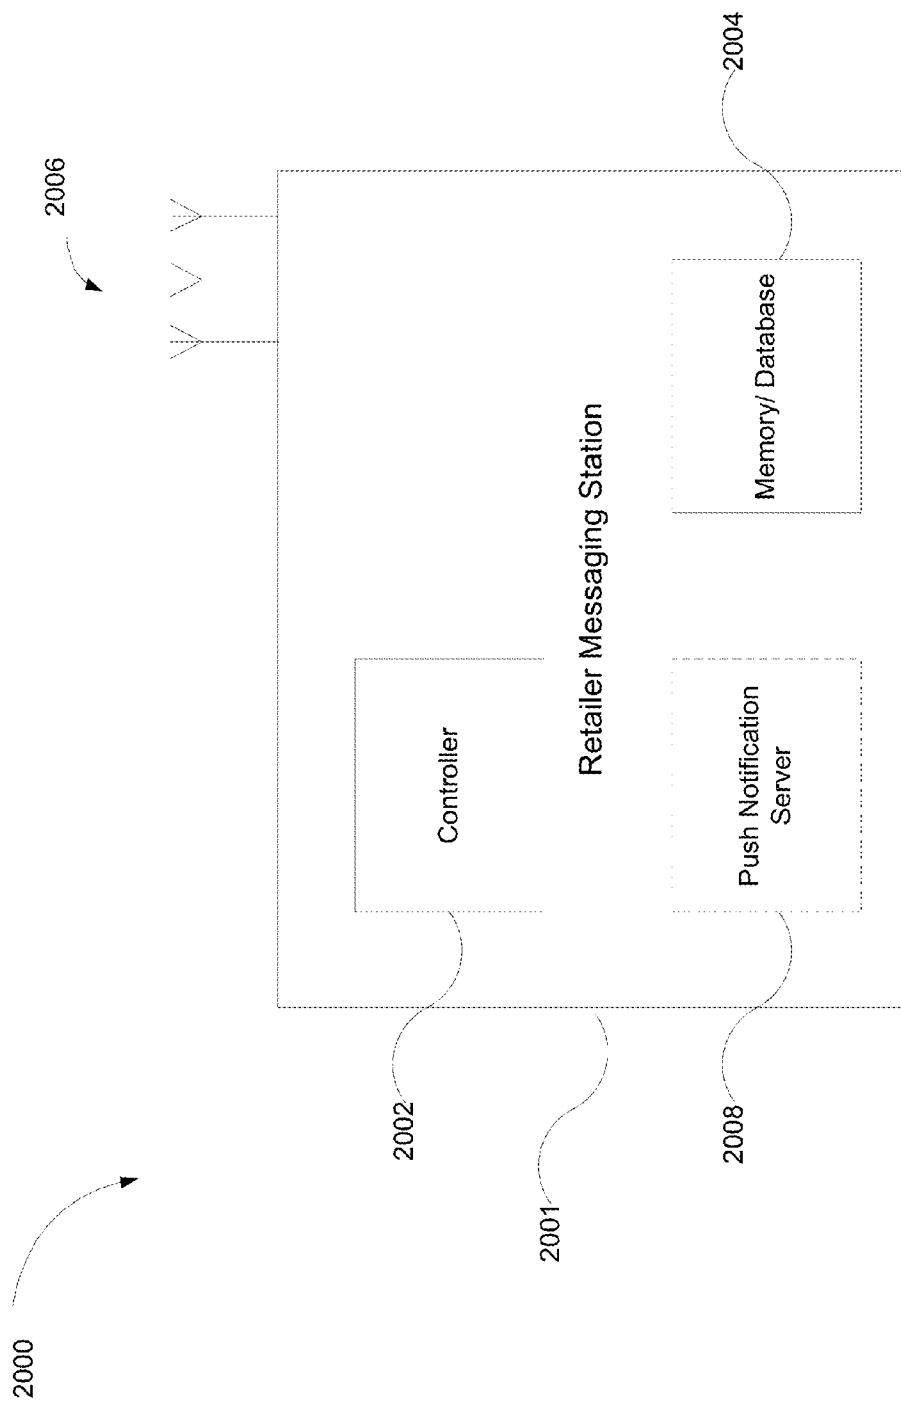 2000
2006
2002
Controller
2001
Retailer Messaging Station
2008
Push Notification
Server
Memory/ Database
2004